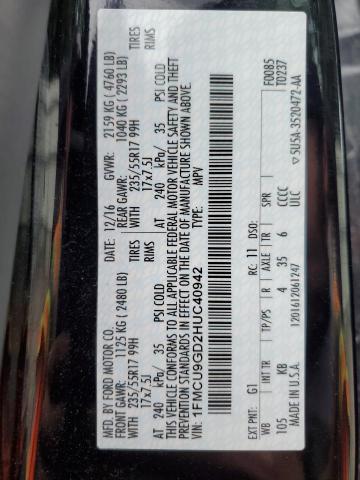 MFD. BY FORD MOTOR CO.
DATE: 12/16 GVWR: 2159 KG ( 4760 LB)
FRONT GAWR: 1125 KG ( 2480 LB) REAR GAWR: 1040 KG ( 2293 LB)
WITH 235/55R17 99H TIRES WITH 235/55R17 99H TIRES
17x7.5J RIMS 17x7.5J RIMS
AT 240 kPa/ 35 PSI COLD AT 240 kPa/ 35 PSI COLD
THIS VEHICLE CONFORMS TO ALL APPLICABLE FEDERAL MOTOR VEHICLE SAFETY AND THEFT
PREVENTION STANDARDS IN EFFECT ON THE DATE OF MANUFACTURE SHOWN ABOVE.
VIN: 1FMCU9GD2HUC40942
TYPE: MPV
F0085
T0237
EXT PNT: G1 RC: 11 DSO:
WB INT TR TP/PS R AXLE TR SPR
105 KB 4 35 6 CCCC
MADE IN U.S.A. 1201612061247 ULC
▽5U5A-3520472-AA